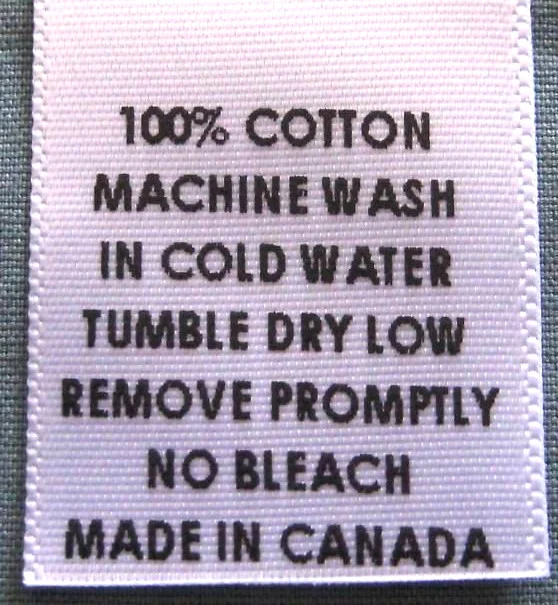 100% COTTON
MACHINE WASH
IN COLD WATER
TUMBLE DRY LOW
REMOVE PROMPTLY
NO BLEACH
MADE IN CANADA